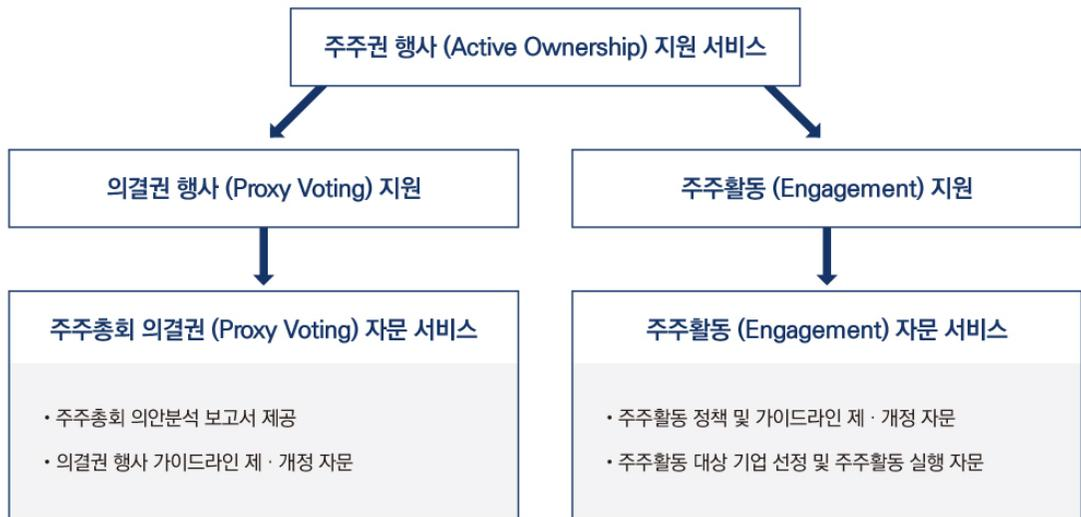 주주권 행사 (Active Ownership) 지원 서비스
의결권 행사 (Proxy Voting) 지원
주주활동 (Engagement) 지원
주주총회 의결권 (Proxy Voting) 자문 서비스
• 주주총회 의안분석 보고서 제공
• 의결권 행사 가이드라인 제 · 개정 자문
주주활동 (Engagement) 자문 서비스
• 주주활동 정책 및 가이드라인 제 · 개정 자문
• 주주활동 대상 기업 선정 및 주주활동 실행 자문